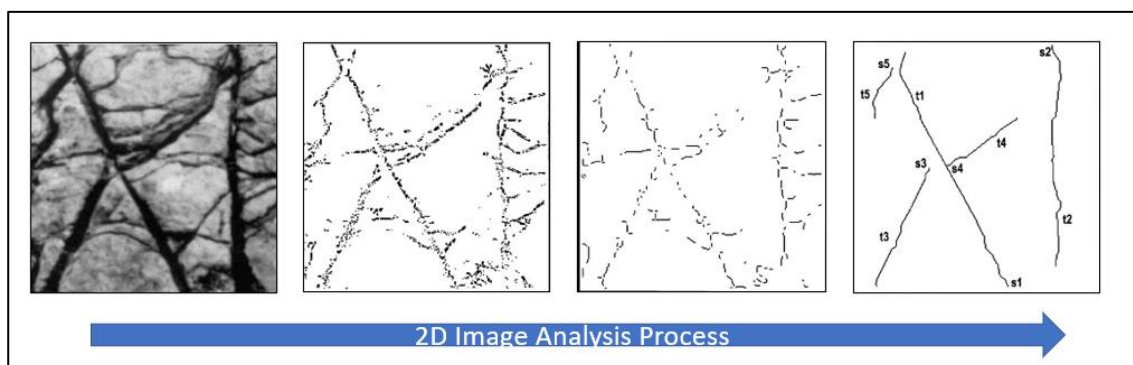 s5
s2
t5
t1
s3
s4
t4
t2
t3
s1
2D Image Analysis Process